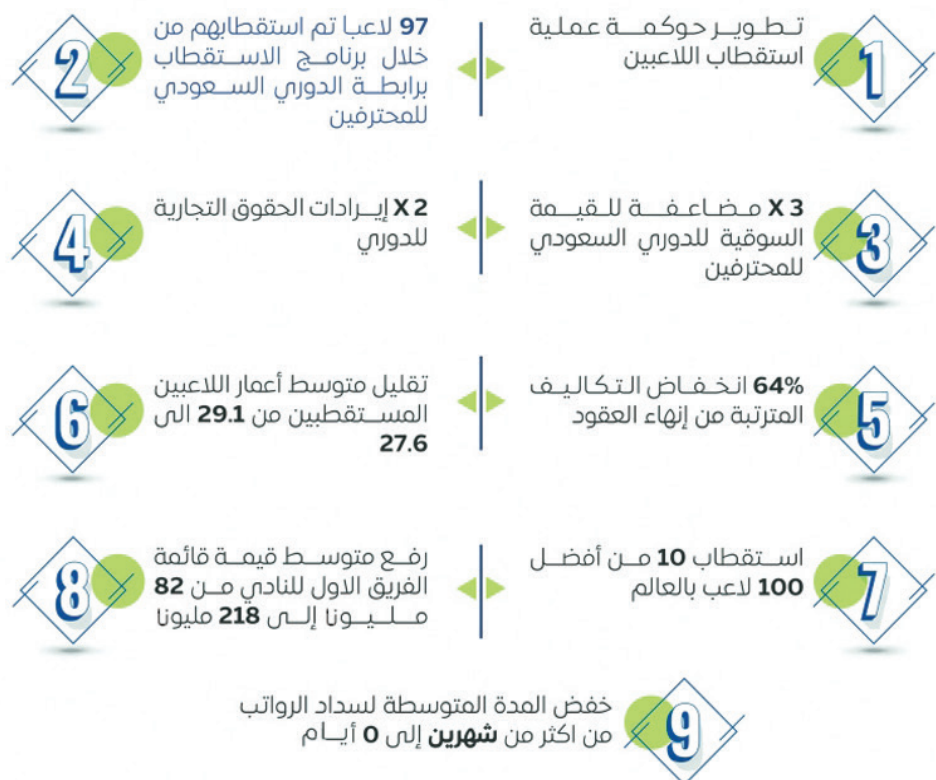 1
تطوير حوكمة عملية
استقطاب اللاعبين
2
97 لاعبا تم استقطابهم من
خلال برنامج الاستقطاب
برابطة الدوري السعودي
للمحترفين
3
X 3 مضاعفة للقيمة
السوقية للدوري السعودي
للمحترفين
4
X 2 إيرادات الحقوق التجارية
للدوري
5
64% انخفاض التكاليف
المترتبة من إنهاء العقود
6
تقليل متوسط أعمار اللاعبين
المستقطبين من 29.1 الى
27.6
7
استقطاب 10 من أفضل
100 لاعب بالعالم
8
رفع متوسط قيمة قائمة
الفريق الاول للنادي من 82
مليونا إلى 218 مليونا
9
خفض المدة المتوسطة لسداد الرواتب
من اكثر من شهرين إلى 0 أيام